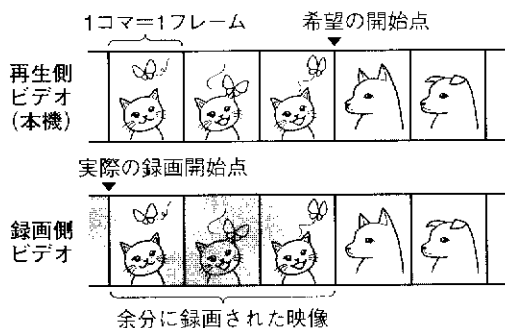 1コマ=1フレーム
希望の開始点
再生側
ビデオ
(本機)
実際の録画開始点
録画側
ビデオ
余分に録画された映像